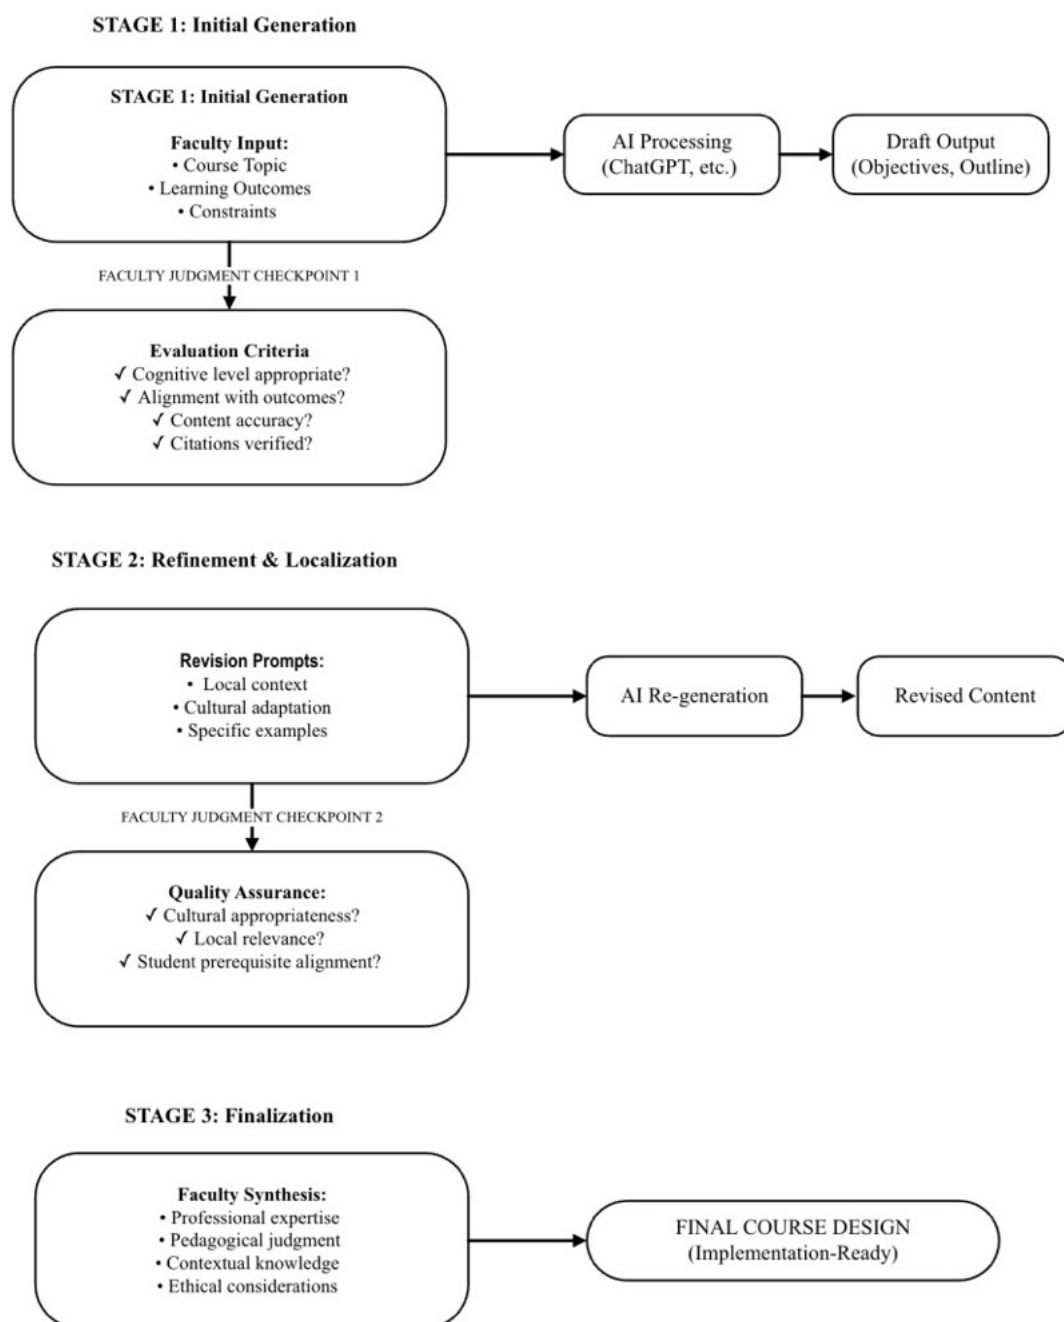 STAGE 1: Initial Generation
STAGE 1: Initial Generation
Faculty Input:
• Course Topic
• Learning Outcomes
• Constraints
AI Processing
(ChatGPT, etc.)
Draft Output
(Objectives, Outline)
FACULTY JUDGMENT CHECKPOINT 1
Evaluation Criteria
✓ Cognitive level appropriate?
✓ Alignment with outcomes?
✓ Content accuracy?
✓ Citations verified?
STAGE 2: Refinement & Localization
Revision Prompts:
• Local context
• Cultural adaptation
• Specific examples
AI Re-generation
Revised Content
FACULTY JUDGMENT CHECKPOINT 2
Quality Assurance:
✓ Cultural appropriateness?
✓ Local relevance?
✓ Student prerequisite alignment?
STAGE 3: Finalization
Faculty Synthesis:
• Professional expertise
• Pedagogical judgment
• Contextual knowledge
• Ethical considerations
FINAL COURSE DESIGN
(Implementation-Ready)